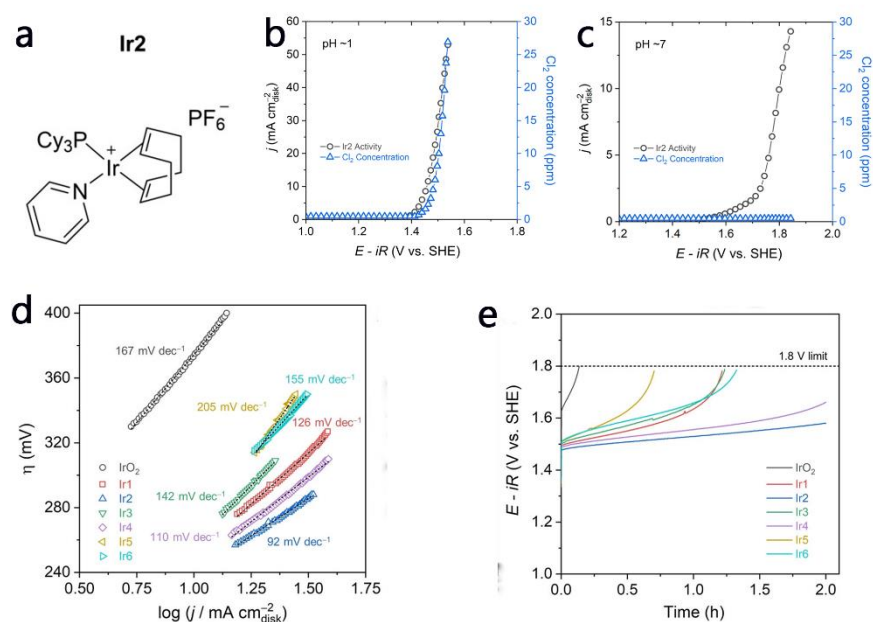 a
Ir2
Cy₃P
+
Ir
N
PF₆⁻
b
pH ~1
j (mA cm⁻²disk)
60
50
40
30
20
10
0
Ir2 Activity
Cl₂ Concentration
Cl₂ concentration (ppm)
30
25
20
15
10
5
0
1.0 1.2 1.4 1.6 1.8
E - iR (V vs. SHE)
c
pH ~7
j (mA cm⁻²disk)
15
10
5
0
Ir2 Activity
Cl₂ Concentration
Cl₂ concentration (ppm)
30
25
20
15
10
5
0
1.2 1.4 1.6 1.8 2.0
E - iR (V vs. SHE)
d
η (mV)
400
360
320
280
240
167 mV dec⁻¹
155 mV dec⁻¹
205 mV dec⁻¹
126 mV dec⁻¹
142 mV dec⁻¹
110 mV dec⁻¹
92 mV dec⁻¹
IrO₂
Ir1
Ir2
Ir3
Ir4
Ir5
Ir6
0.50 0.75 1.00 1.25 1.50 1.75
log (j / mA cm⁻²disk)
e
E - iR (V vs. SHE)
2.0
1.8
1.6
1.4
1.2
1.0
1.8 V limit
IrO₂
Ir1
Ir2
Ir3
Ir4
Ir5
Ir6
0.0 0.5 1.0 1.5 2.0
Time (h)